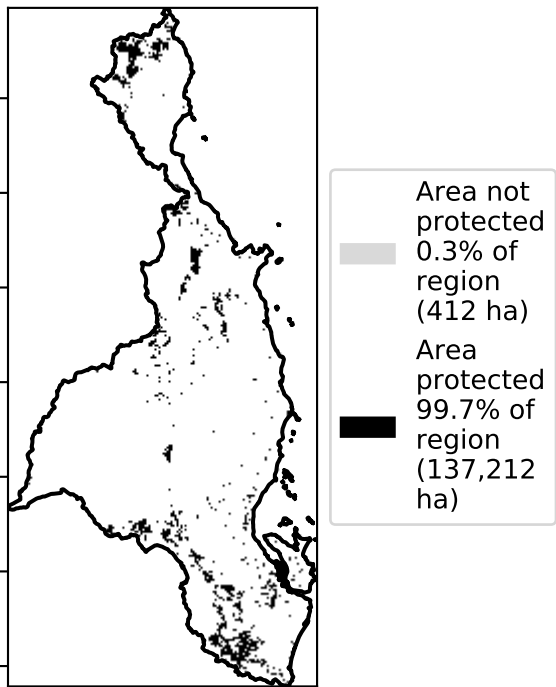 Area not
protected
0.3% of
region
(412 ha)
Area
protected
99.7% of
region
(137,212
ha)